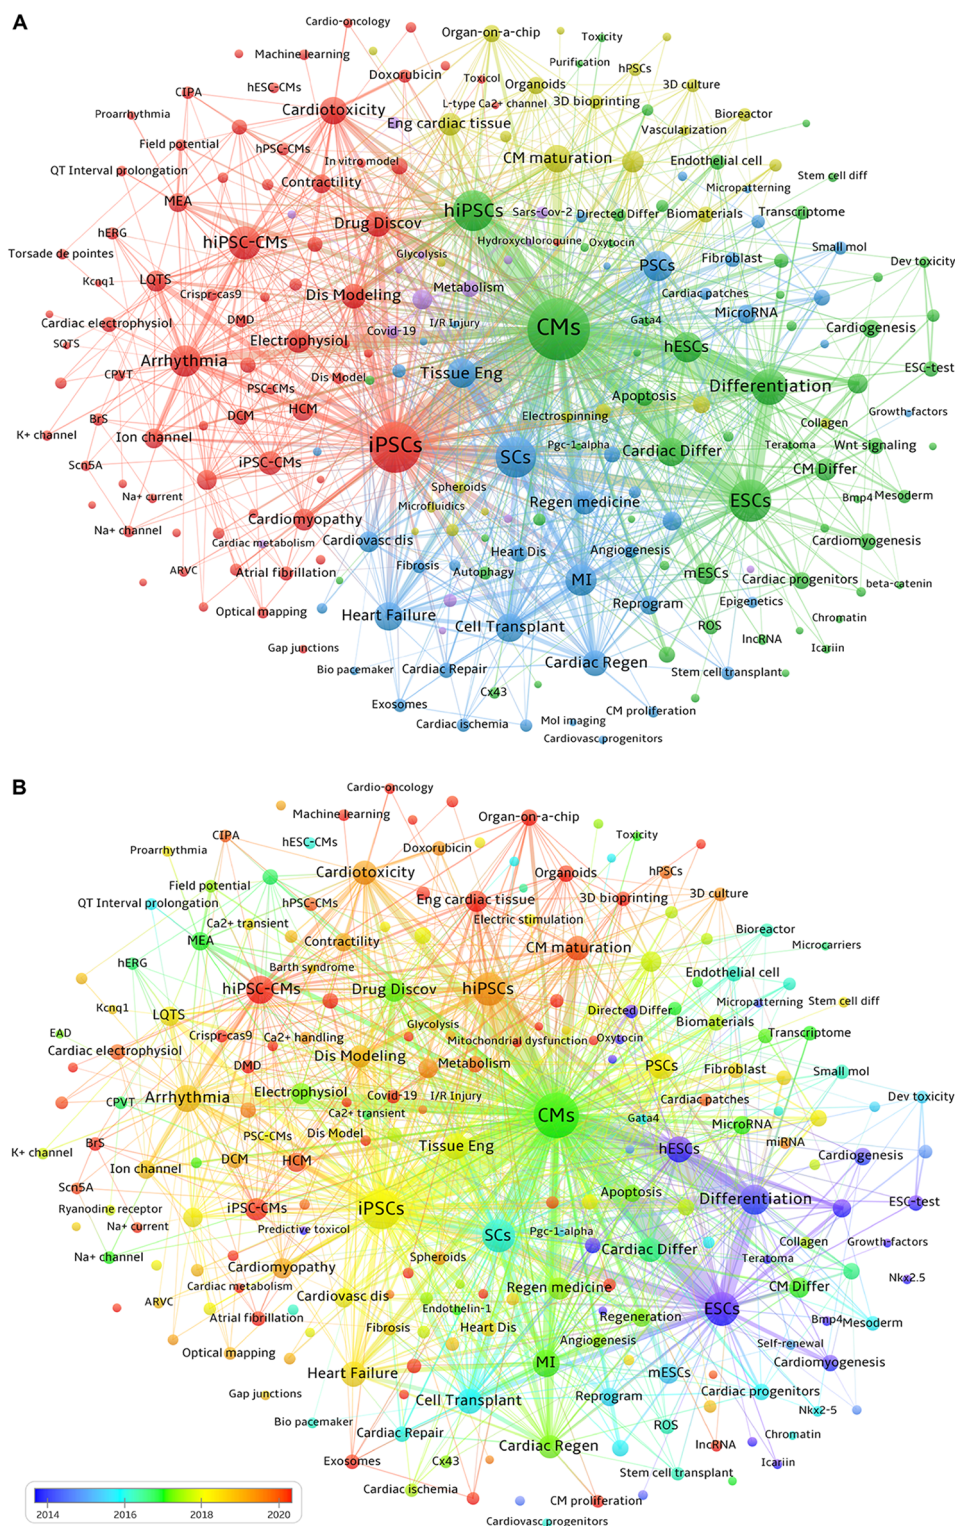 A
Cardio-oncology
Organ-on-a-chip
Toxicity
Machine learning
Purification
Doxorubicin
Toxicol
hPSCs
CIPA
hESC-CMs
Organoids
3D culture
Cardiotoxicity
L-type Ca2+ channel
3D bioprinting
Proarrhythmia
Bioreactor
Eng cardiac tissue
Vascularization
Field potential
hPSC-CMs
In vitro model
CM maturation
Endothelial cell
QT Interval prolongation
Contractility
Stem cell diff
Micropatterning
MEA
hiPSCs
Sars-Cov-2
Directed Differ
Biomaterials
Transcriptome
Drug Discov
hERG
hiPSC-CMs
Hydroxychloroquine
Oxytocin
Small mol
Torsade de pointes
Glycolysis
PSCs
Fibroblast
Dev toxicity
Kcnq1
LQTS
Crispr-cas9
Dis Modeling
Metabolism
Cardiac patches
MicroRNA
Cardiac electrophysiol
DMD
Covid-19
I/R Injury
CMs
Gata4
Cardiogenesis
SQTS
Electrophysiol
hESCs
Arrhythmia
CPVT
PSC-CMs
Dis Model
Tissue Eng
Differentiation
ESC-test
BrS
DCM
HCM
Apoptosis
Electrospinning
Growth-factors
Collagen
K+ channel
Ion channel
iPSCs
SCs
Pgc-1-alpha
Cardiac Differ
Teratoma
Wnt signaling
Scn5A
iPSC-CMs
CM Differ
Na+ current
Spheroids
Regen medicine
ESCs
Bmp4
Mesoderm
Microfluidics
Na+ channel
Cardiomyopathy
Cardiac metabolism
Cardiovasc dis
Heart Dis
Angiogenesis
Cardiomyogenesis
ARVC
Atrial fibrillation
Fibrosis
Autophagy
MI
mESCs
Cardiac progenitors
beta-catenin
Optical mapping
Heart Failure
Cell Transplant
Reprogram
Epigenetics
ROS
Chromatin
Gap junctions
lncRNA
Icariin
Bio pacemaker
Cardiac Repair
Cardiac Regen
Stem cell transplant
Exosomes
Cx43
Cardiac ischemia
Mol imaging
CM proliferation
Cardiovasc progenitors
B
Cardio-oncology
Machine learning
Organ-on-a-chip
CIPA
hESC-CMs
Doxorubicin
Toxicity
Proarrhythmia
Cardiotoxicity
Organoids
hPSCs
Field potential
Eng cardiac tissue
3D bioprinting
3D culture
QT Interval prolongation
hPSC-CMs
Ca2+ transient
Electric stimulation
Bioreactor
MEA
Contractility
CM maturation
Microcarriers
hERG
Barth syndrome
Endothelial cell
hiPSC-CMs
Drug Discov
hiPSCs
Kcnq1
LQTS
Directed Differ
Micropatterning
Stem cell diff
EAD
Crispr-cas9
Ca2+ handling
Glycolysis
Mitochondrial dysfunction
Oxytocin
Biomaterials
Transcriptome
Cardiac electrophysiol
DMD
Dis Modeling
Metabolism
PSCs
Fibroblast
Small mol
Arrhythmia
Electrophysiol
Covid-19
I/R Injury
Cardiac patches
Dev toxicity
CPVT
Ca2+ transient
CMs
Gata4
MicroRNA
K+ channel
BrS
PSC-CMs
Dis Model
Tissue Eng
hESCs
miRNA
Cardiogenesis
Ion channel
DCM
HCM
Scn5A
Apoptosis
Differentiation
ESC-test
Ryanodine receptor
iPSC-CMs
iPSCs
Na+ current
Predictive toxicol
SCs
Pgc-1-alpha
Cardiac Differ
Collagen
Growth-factors
Na+ channel
Cardiomyopathy
Spheroids
Teratoma
Nkx2.5
Cardiac metabolism
Cardiovasc dis
Regen medicine
CM Differ
ARVC
Atrial fibrillation
Endothelin-1
Regeneration
ESCs
Bmp4
Mesoderm
Optical mapping
Fibrosis
Heart Dis
Angiogenesis
Self-renewal
Heart Failure
MI
mESCs
Cardiomyogenesis
Gap junctions
Cell Transplant
Reprogram
Cardiac progenitors
Nkx2-5
Bio pacemaker
Cardiac Repair
ROS
Chromatin
Cardiac Regen
lncRNA
Exosomes
Cx43
Stem cell transplant
Icariin
Cardiac ischemia
CM proliferation
Cardiovasc progenitors
2014 2016 2018 2020